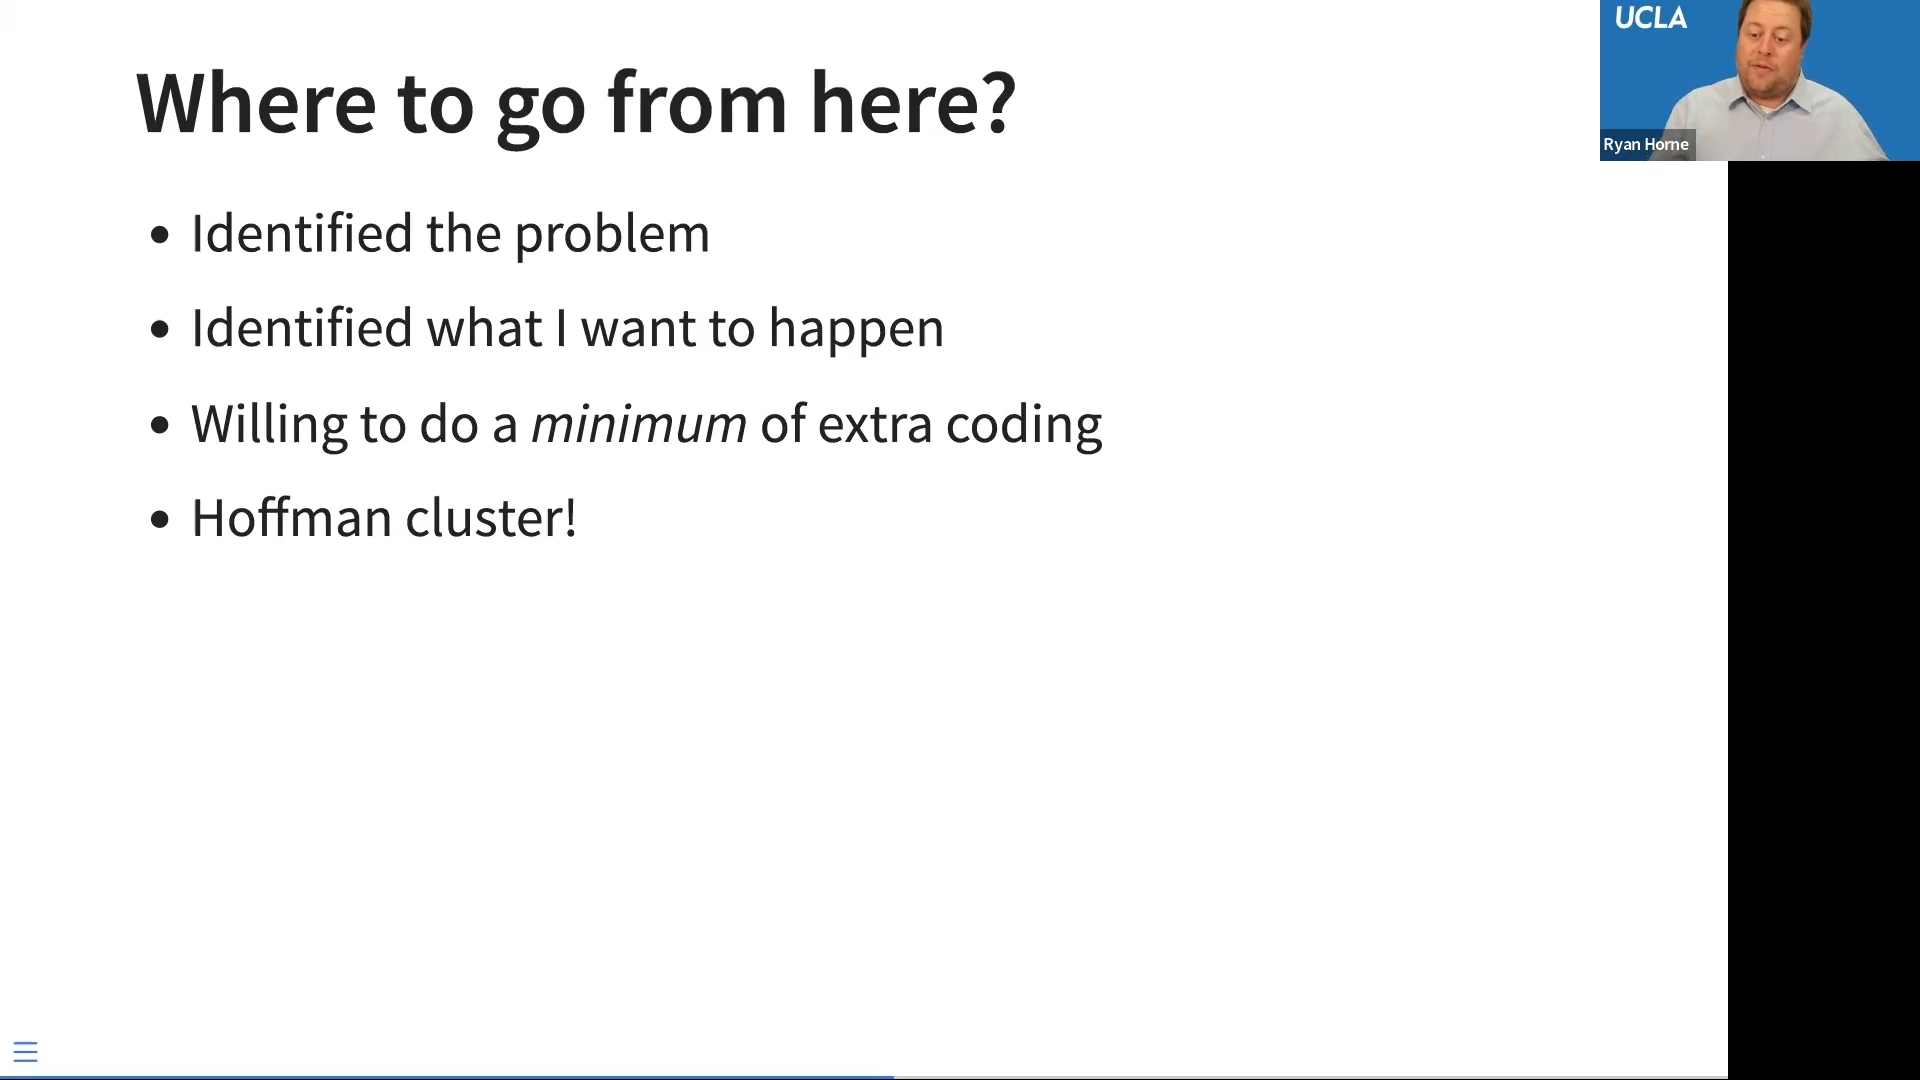 Where to go from here?
Identified the problem
Identified what I want to happen
Willing to do a minimum of extra coding
Hoffman cluster!
UCLA
Ryan Horne